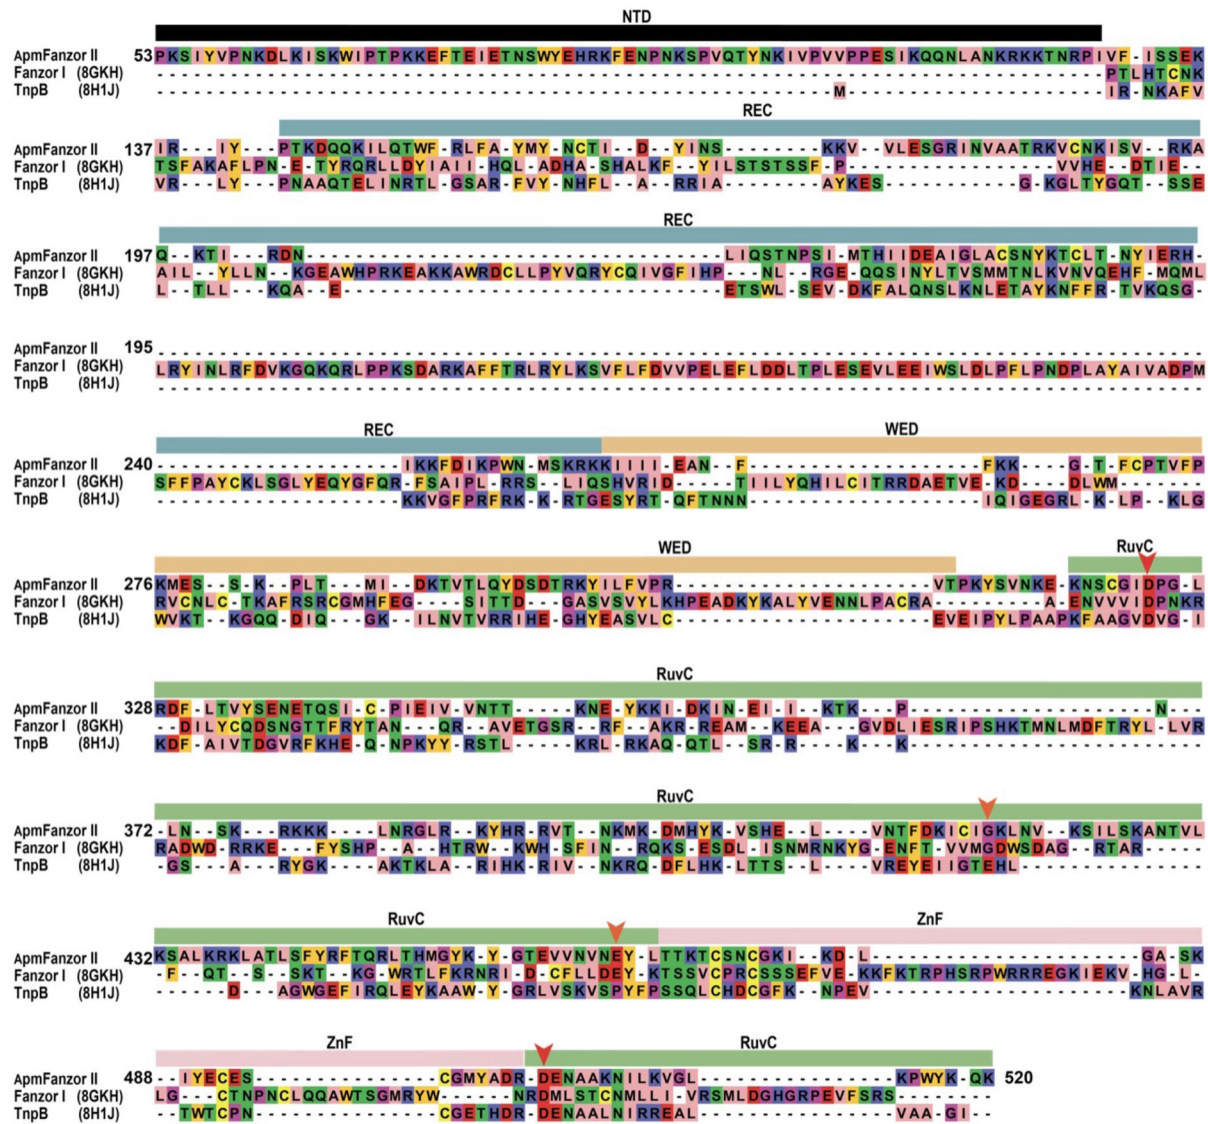 NTD
ApmFanzor II 53 PKSIYVPNKDLKISKWIPTPKKEFTEIETNSWYEHRKFENPNKSPVQTYNKIVPVVPPESIKQQNLANKRKKTNRPIVF-ISSEK
Fanzor I (8GKH) -----------------------------------------------------------------------------PTLHTCNK
TnpB (8H1J) -------------------------------------------------------M---------------------IR-NKAFV
REC
ApmFanzor II 137 IR---IY---PTKDQQKILQTWF-RLFA-YMY-NCTI--D--YINS--------KKV--VLESGRINVAATRKVCNKISV--RKA
Fanzor I (8GKH) TSFAKAFLPN-E-TYRQRLLDYIAII-HQL-ADHA-SHALKF--YILSTSTSSF-P-----------------VVHE--DTIE--
TnpB (8H1J) VR---LY---PNAAQTELINRTL-GSAR-FVY-NHFL--A--RRIA--------AYKES-----------G-KGLTYGQT--SSE
REC
ApmFanzor II 197 Q--KTI---RDN----------------------------------LIQSTNPSI-MTHIIDEAIGLACSNYKTCLT-NYIERH-
Fanzor I (8GKH) AIL--YLLN--KGEAWHPRKEAKKAWRDCLLPYVQRYCQIVGFIHP---NL--RGE-QQSINYLTVSMMTNLKVNVQEHF-MQML
TnpB (8H1J) L--TLL---KQA--E-------------------------------ETSWL-SEV-DKFALQNSLKNLETAYKNFFR-TVKQSG-
ApmFanzor II 195 -------------------------------------------------------------------------------------
Fanzor I (8GKH) LRYINLRFDVKGQKQRLPPKSDARKAFFTRLRYLKSVFLFDVVPELEFLDDLTPLESEVLEEIWSLDLPFLPNDPLAYAIVADPM
TnpB (8H1J) -------------------------------------------------------------------------------------
REC WED
ApmFanzor II 240 --------------------IKKFDIKPWN-MSKRKKIIII-EAN--F-------------------FKK----G-T-FCPTVFP
Fanzor I (8GKH) SFFPAYCKLSGLYEQYGFQR-FSAIPL-RRS--LIQSHVRID-----TIILYQHILCITRRDAETVE-KD----DLWM-------
TnpB (8H1J) --------------------KKVGFPRFRK-K-RTGESYRT-QFTNNN-------------------IQIGEGRL-K-LP--KLG
WED RuvC
ApmFanzor II 276 KMES--S-K--PLT---MI--DKTVTLQYDSDTRKYILFVPR---------------------VTPKYSVNKE-KNSCGIDPG-L
Fanzor I (8GKH) RVCNLC-TKAFRSRCGMHFEG----SITTD---GASVSVYLKHPEADKYKALYVENNLPACRA---------A-ENVVVIDPNKR
TnpB (8H1J) WVKT--KGQQ-DIQ---GK--ILNVTVRRIHE-GHYEASVLC---------------------EVEIPYLPAAPKFAAGVDVG-I
RuvC
ApmFanzor II 328 RDF-LTVYSENETQSI-C-PIEIV-VNTT-----KNE-YKKI-DKIN-EI-I--KTK---P--------------------N---
Fanzor I (8GKH) --DILYCQDSNGTTFRYTAN---QR--AVETGSR--RF--AKR-REAM-KEEA--GVDLIESRIPSHKTMNLMDFTRYL-LVR
TnpB (8H1J) KDF-AIVTDGVRFKHE-Q-NPKYY-RSTL-----KRL-RKAQ-QTL--SR-R----K---K------------------------
RuvC
ApmFanzor II 372 -LN--SK---RKKK----LNRGLR--KYHR-RVT--NKMK-DMHYK-VSHE--L----VNTFDKICIGKLNV--KSILSKANTVL
Fanzor I (8GKH) RADWD-RRKE---FYSHP--A--HTRW--KWH-SFIN--RQKS-ESDL-ISNMRNKYG-ENFT-VVMGDWSDAG--RTAR-----
TnpB (8H1J) -GS---A---RYGK----AKTKLA--RIHK-RIV--NKRQ-DFLHK-LTTS--L----VREYEIIGTEHL---------------
RuvC ZnF
ApmFanzor II 432 KSALKRKLATLSFYRFTQRLTHMGYK-Y-GTEVVNVNEY-LTTKTCSNCGKI--KD-L----------------------GA-SK
Fanzor I (8GKH) -F--QT--S--SKT--KG-WRTLFKRNRI-D-CFLLDEY-KTSSVCPRCSSSEFVE-KKFKTRPHSRPWRRREGKIEKV-HG-L-
TnpB (8H1J) ------D---AGWGEFIRQLEYKAAW-Y-GRLVSKVSPYFPSSQLCHDCGFK--NPEV---------------------KNLAVR
ZnF RuvC
ApmFanzor II 488 --IYECES---------------CGMYADR-DENAAKNILKVGL----------------KPWYK-QK 520
Fanzor I (8GKH) LG---CTNPNCLQQAWTSGMRYW------NRDMLSTCNMLLI-VRSMLDGHGRPEVFSRS--------
TnpB (8H1J) --TWTCPN---------------CGETHDR-DENAALNIRREAL----------------VAA-GI--